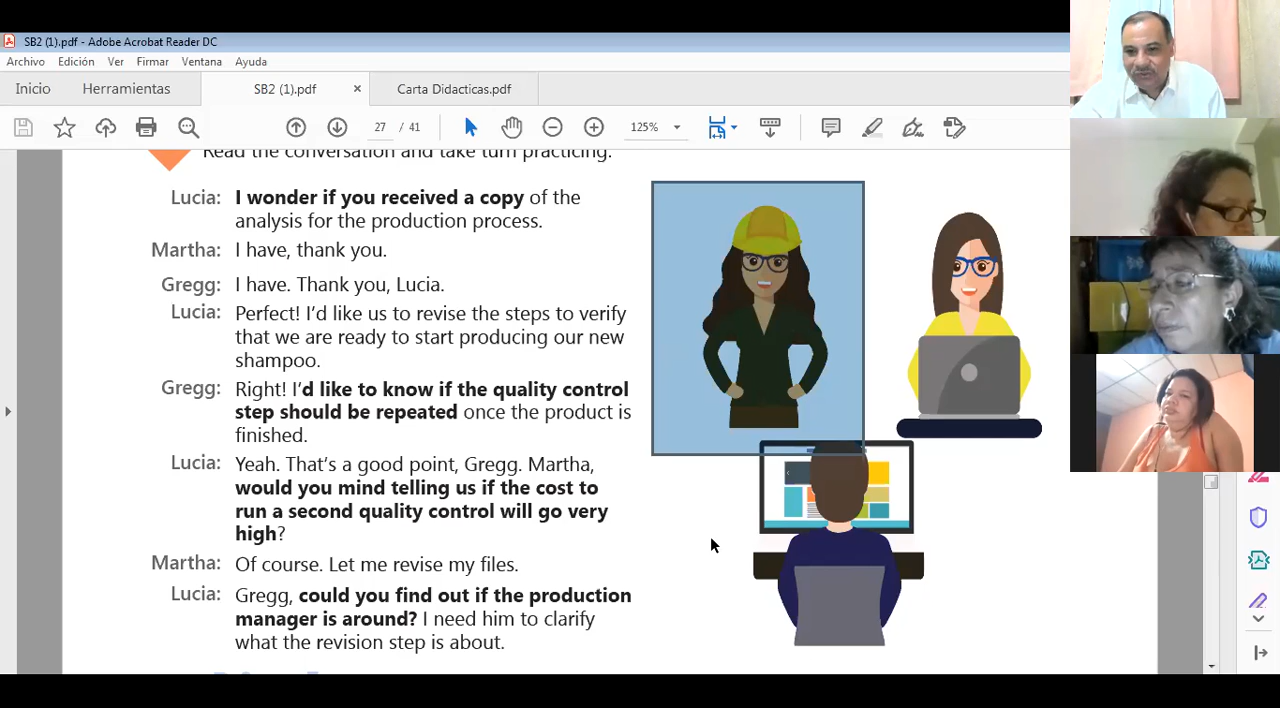 SB2 (1).pdf - Adobe Acrobat Reader DC
Archivo Edición Ver Firmar Ventana Ayuda
Inicio Herramientas SB2 (1).pdf × Carta Didacticas.pdf
27 / 41 125%
Read the conversation and take turn practicing.
Lucia: I wonder if you received a copy of the
analysis for the production process.
Martha: I have, thank you.
Gregg: I have. Thank you, Lucia.
Lucia: Perfect! I'd like us to revise the steps to verify
that we are ready to start producing our new
shampoo.
Gregg: Right! I'd like to know if the quality control
step should be repeated once the product is
finished.
Lucia: Yeah. That's a good point, Gregg. Martha,
would you mind telling us if the cost to
run a second quality control will go very
high?
Martha: Of course. Let me revise my files.
Lucia: Gregg, could you find out if the production
manager is around? I need him to clarify
what the revision step is about.